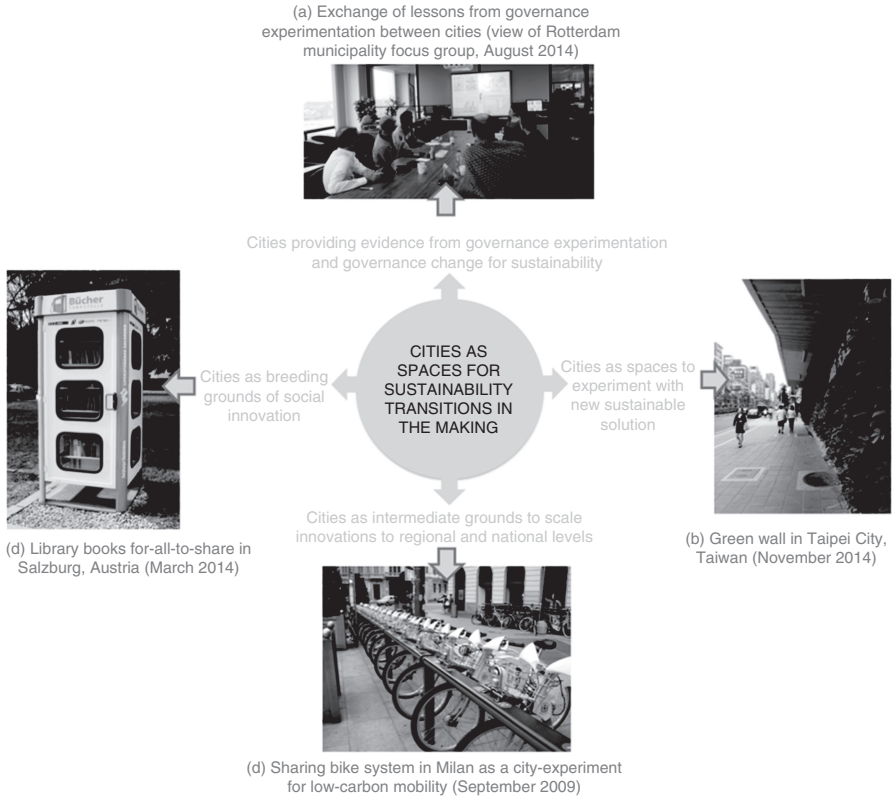 (a) Exchange of lessons from governance
experimentation between cities (view of Rotterdam
municipality focus group, August 2014)
Cities providing evidence from governance experimentation
and governance change for sustainability
Bücher
Cities as breeding
grounds of social
innovation
CITIES AS
SPACES FOR
SUSTAINABILITY
TRANSITIONS IN
THE MAKING
Cities as spaces to
experiment with
new sustainable
solution
Cities as intermediate grounds to scale
innovations to regional and national levels
(d) Library books for-all-to-share in
Salzburg, Austria (March 2014)
(b) Green wall in Taipei City,
Taiwan (November 2014)
(d) Sharing bike system in Milan as a city-experiment
for low-carbon mobility (September 2009)